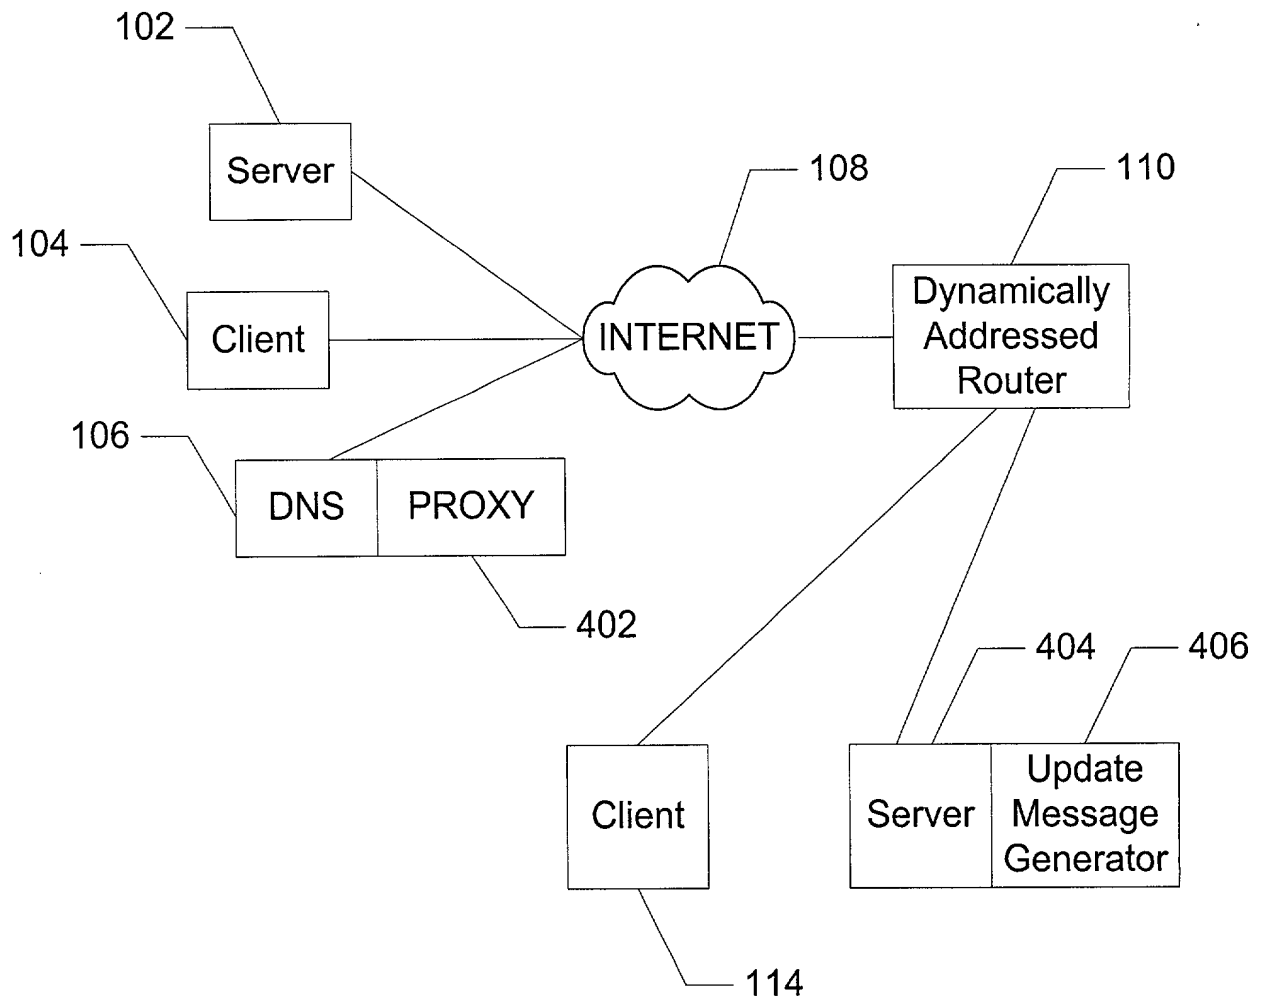 102
Server
108
110
104
Client
INTERNET
Dynamically
Addressed
Router
106
DNS
PROXY
402
404
406
Client
Server
Update
Message
Generator
114